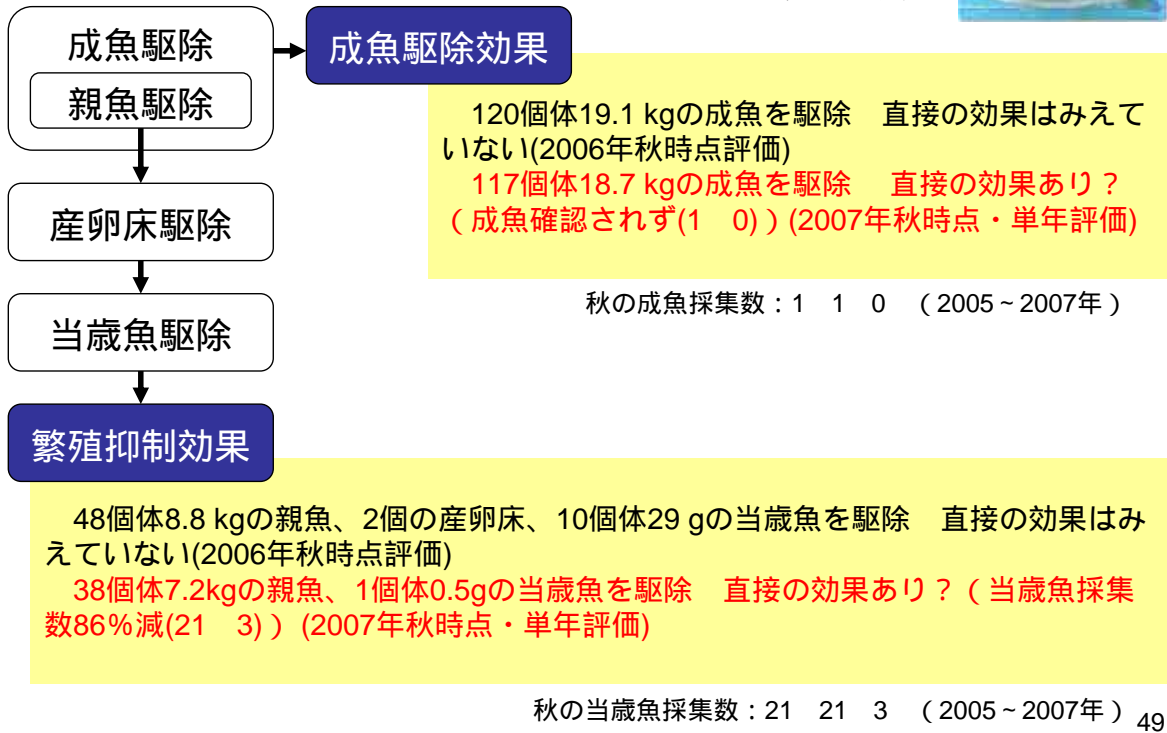 成魚駆除
親魚駆除
産卵床駆除
当歳魚駆除
成魚駆除効果
120個体19.1 kgの成魚を駆除　直接の効果はみえて
いない(2006年秋時点評価)
117個体18.7 kgの成魚を駆除　直接の効果あり？
（成魚確認されず(1　0)）(2007年秋時点・単年評価)
秋の成魚採集数：1　1　0　（2005～2007年）
繁殖抑制効果
48個体8.8 kgの親魚、2個の産卵床、10個体29 gの当歳魚を駆除　直接の効果はみ
えていない(2006年秋時点評価)
38個体7.2kgの親魚、1個体0.5gの当歳魚を駆除　直接の効果あり？（当歳魚採集
数86％減(21　3)） (2007年秋時点・単年評価)
秋の当歳魚採集数：21　21　3　（2005～2007年）
49